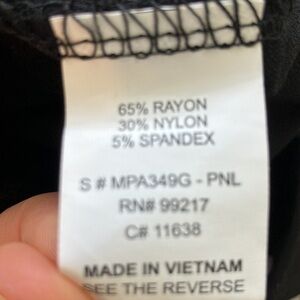 65% RAYON
30% NYLON
5% SPANDEX
S # MPA349G - PNL
RN# 99217
C# 11638
MADE IN VIETNAM
SEE THE REVERSE